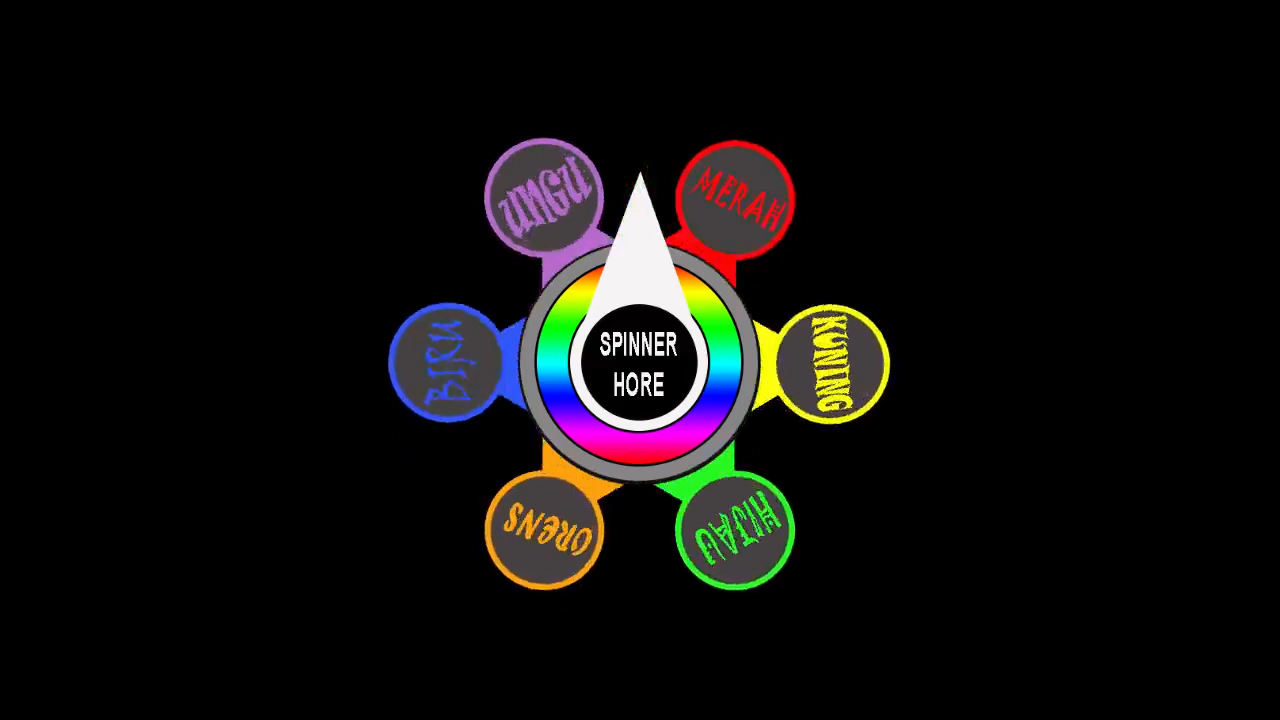 UNGU
MERAH
BIRU
SPINNER
HORE
KUNING
ORENS
HIJAU